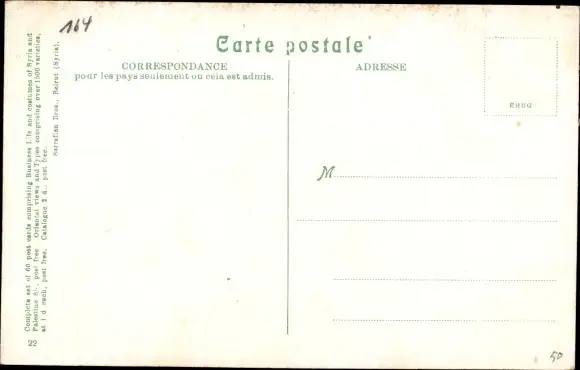 164
Carte postale
CORRESPONDANCE
pour les pays seulement ou cela est admis.
ADRESSE
M
Complete set of 60 post cards comprising Business Life and costumes of Syria and
Palestine 5/-, post free. Oriental views and Types comprising over 1500 varieties,
at 1 d each, post free. Catalogue 2 d., post free.
Sarrafian Bros., Beirut (Syria).
22
50